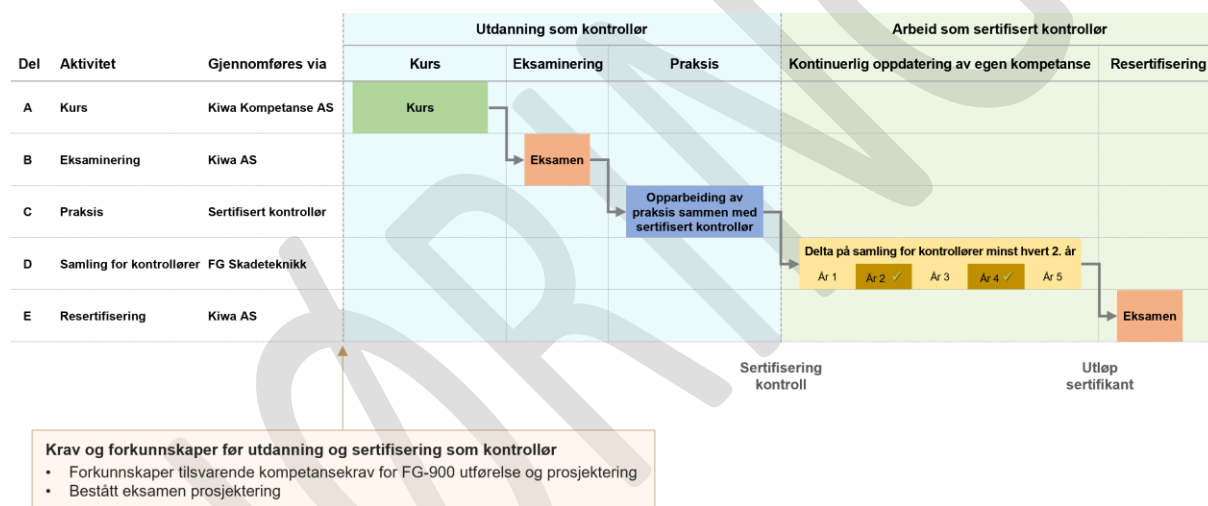 Utdanning som kontrollør
Arbeid som sertifisert kontrollør
Del Aktivitet Gjennomføres via Kurs Eksaminering Praksis Kontinuerlig oppdatering av egen kompetanse Resertifisering
A Kurs Kiwa Kompetanse AS Kurs
B Eksaminering Kiwa AS Eksamen
C Praksis Sertifisert kontrollør
Opparbeiding av
praksis sammen med
sertifisert kontrollør
D Samling for kontrollører FG Skadeteknikk
Delta på samling for kontrollører minst hvert 2. år
År 1 År 2 ✓ År 3 År 4 ✓ År 5
E Resertifisering Kiwa AS Eksamen
Sertifisering
kontroll
Utløp
sertifikant
Krav og forkunnskaper før utdanning og sertifisering som kontrollør
• Forkunnskaper tilsvarende kompetansekrav for FG-900 utførelse og prosjektering
• Bestått eksamen prosjektering